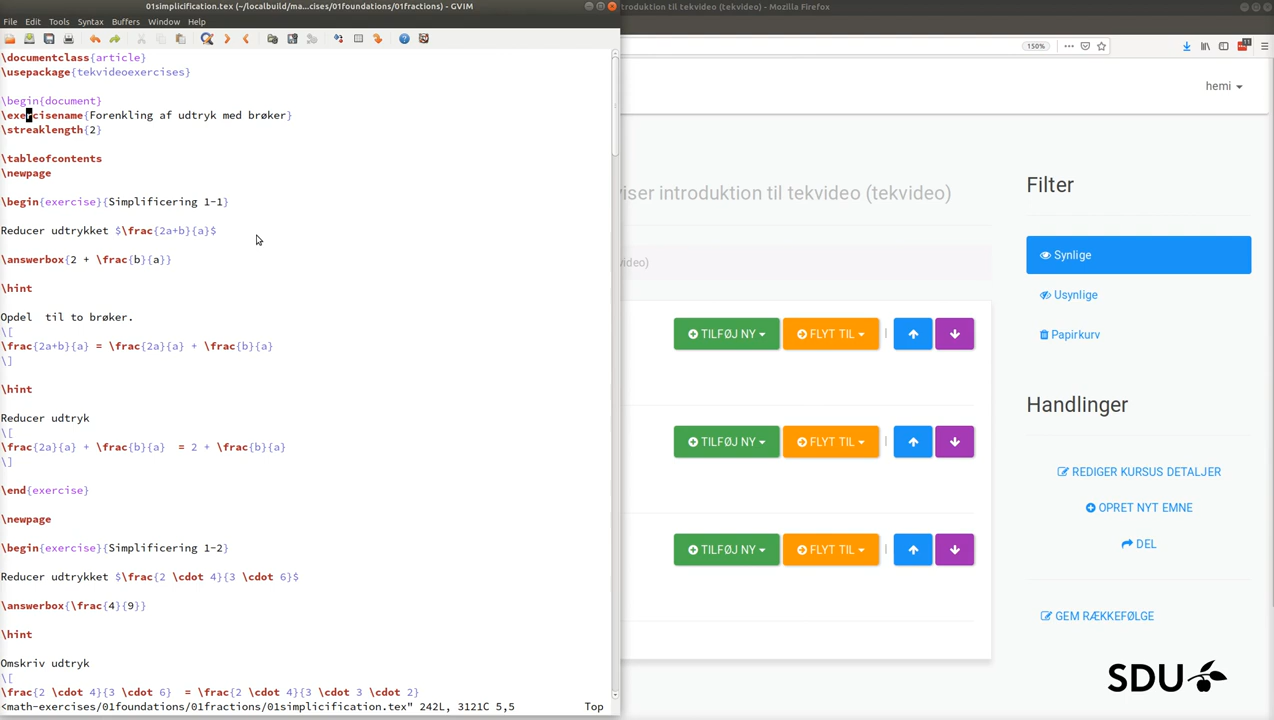 01simplicification.tex (~/localbuild/ma...cises/01foundations/01fractions) - GVIM
troduktion til tekvideo - Mozilla Firefox
File Edit Tools Syntax Buffers Window Help
150%
11
\documentclass{article}
\usepackage{tekvideoexercises}
\begin{document}
\exercisename{Forenkling af udtryk med brøker}
\streaklength{2}
\tableofcontents
\newpage
\begin{exercise}{Simplificering 1-1}
Reducer udtrykket $\frac{2a+b}{a}$
\answerbox{2 + \frac{b}{a}}
\hint
Opdel  til to brøker.
\[
\frac{2a+b}{a} = \frac{2a}{a} + \frac{b}{a}
\]
\hint
Reducer udtryk
\[
\frac{2a}{a} + \frac{b}{a}  = 2 + \frac{b}{a}
\]
\end{exercise}
\newpage
\begin{exercise}{Simplificering 1-2}
Reducer udtrykket $\frac{2 \cdot 4}{3 \cdot 6}$
\answerbox{\frac{4}{9}}
\hint
Omskriv udtryk
\[
\frac{2 \cdot 4}{3 \cdot 6}  = \frac{2 \cdot 4}{3 \cdot 3 \cdot 2}
<math-exercises/01foundations/01fractions/01simplicification.tex" 242L, 3121C 5,5 Top
hemi
viser introduktion til tekvideo (tekvideo)
ideo)
TILFØJ NY FLYT TIL |
TILFØJ NY FLYT TIL |
TILFØJ NY FLYT TIL |
Filter
Synlige
Usynlige
Papirkurv
Handlinger
REDIGER KURSUS DETALJER
OPRET NYT EMNE
DEL
GEM RÆKKEFØLGE
SDU